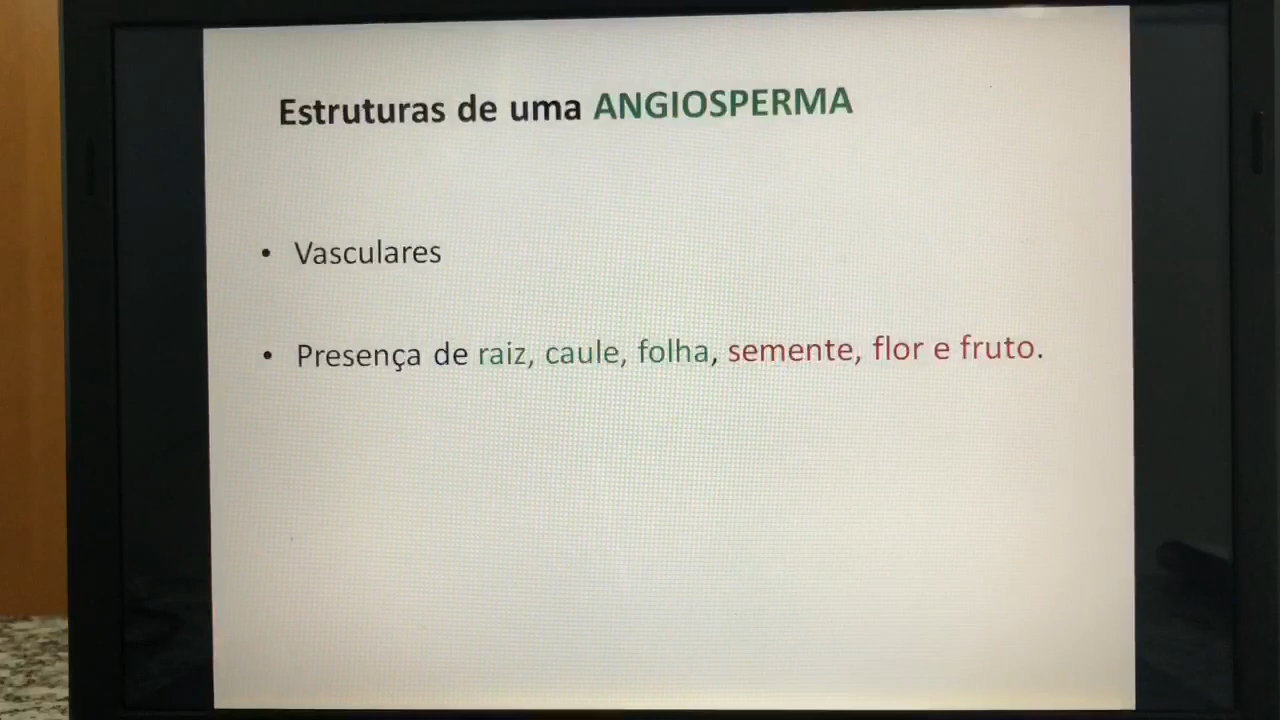 Estruturas de uma ANGIOSPERMA
• Vasculares
• Presença de raiz, caule, folha, semente, flor e fruto.